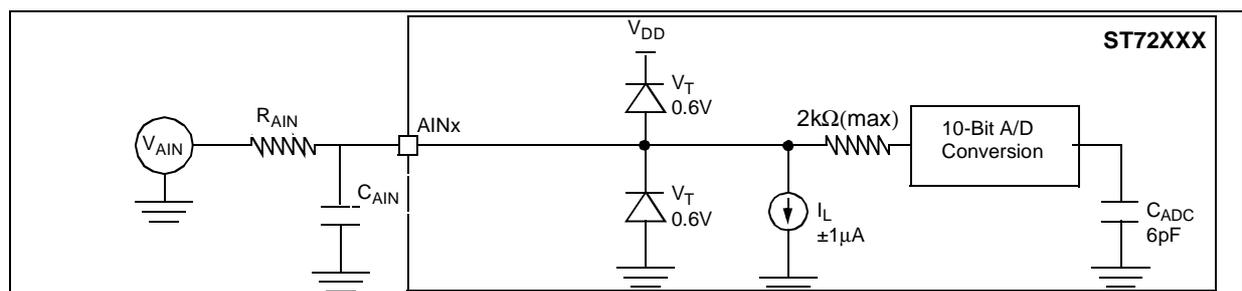 V_DD
ST72XXX
V_T
0.6V
R_AIN
AINx
2kΩ(max)
10-Bit A/D
Conversion
V_AIN
C_AIN
V_T
0.6V
I_L
±1μA
C_ADC
6pF